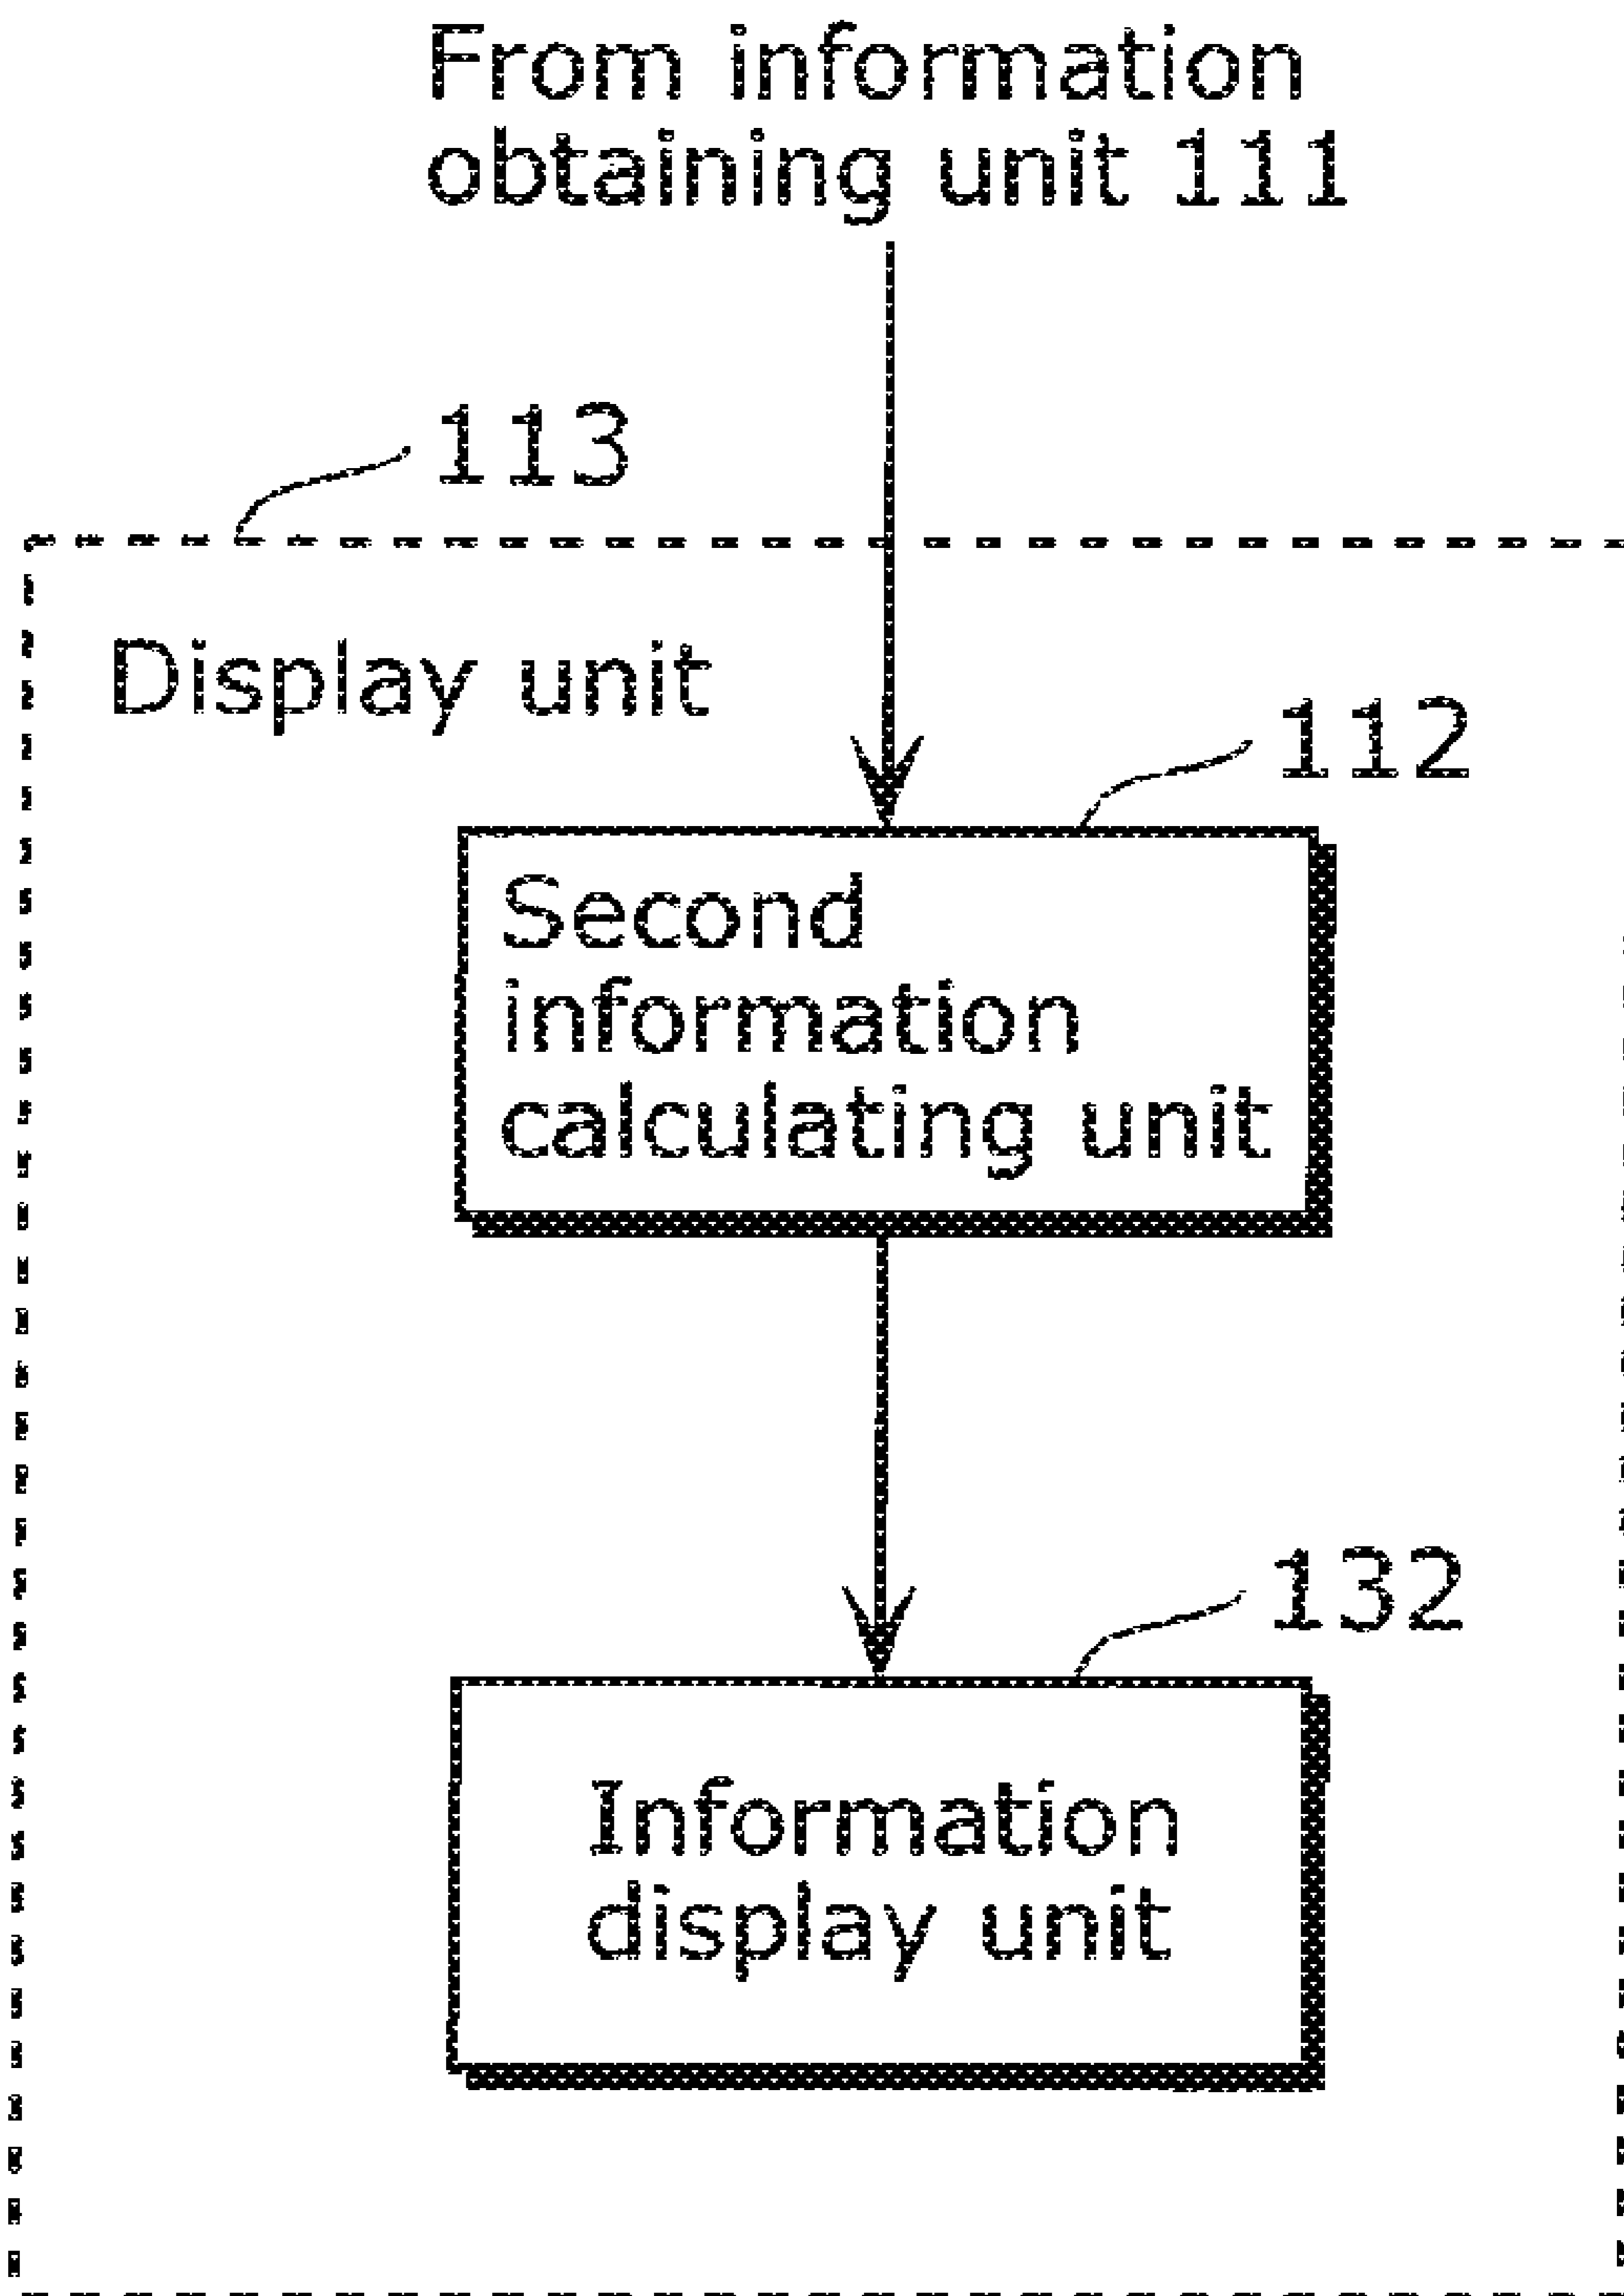 From information
obtaining unit 111
113
Display unit
112
Second
information
calculating unit
132
Information
display unit